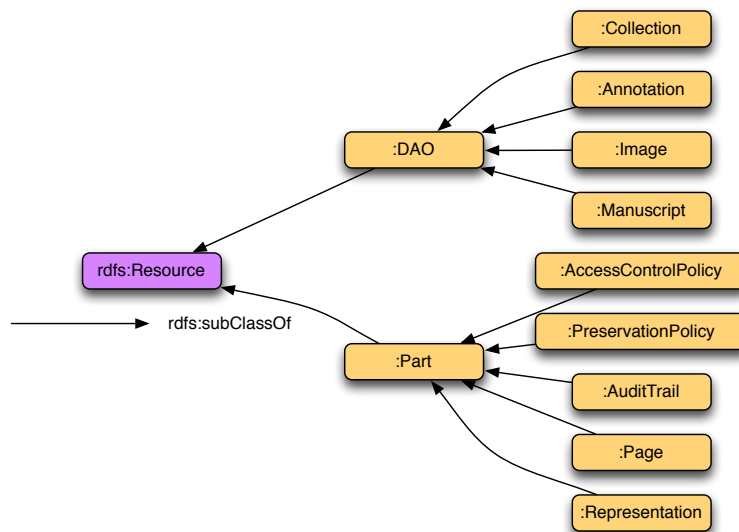 :Collection
:Annotation
:DAO
:Image
:Manuscript
rdfs:Resource
:AccessControlPolicy
rdfs:subClassOf
:PreservationPolicy
:Part
:AuditTrail
:Page
:Representation